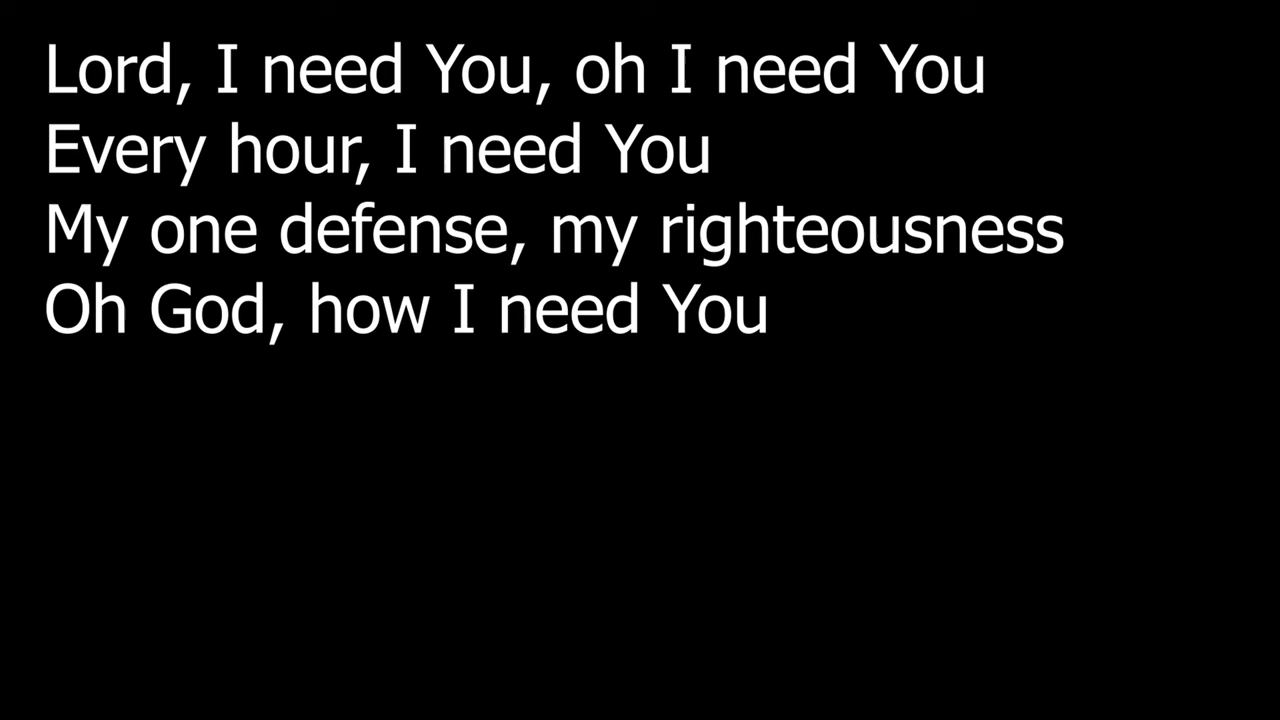 Lord, I need You, oh I need You
Every hour, I need You
My one defense, my righteousness
Oh God, how I need You